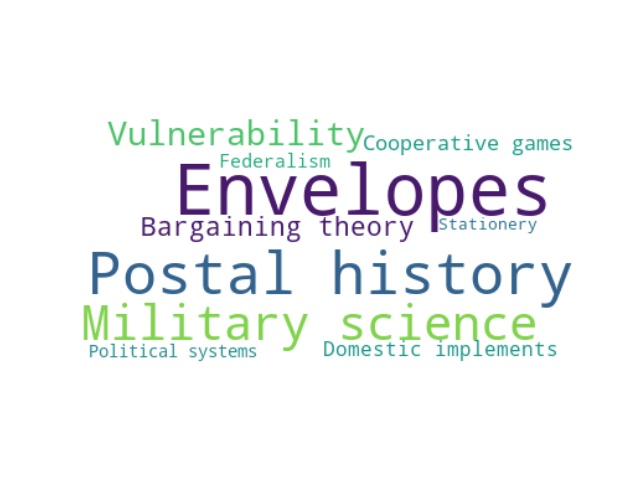 Vulnerability
Cooperative games
Federalism
Envelopes
Bargaining theory
Stationery
Postal history
Military science
Political systems
Domestic implements